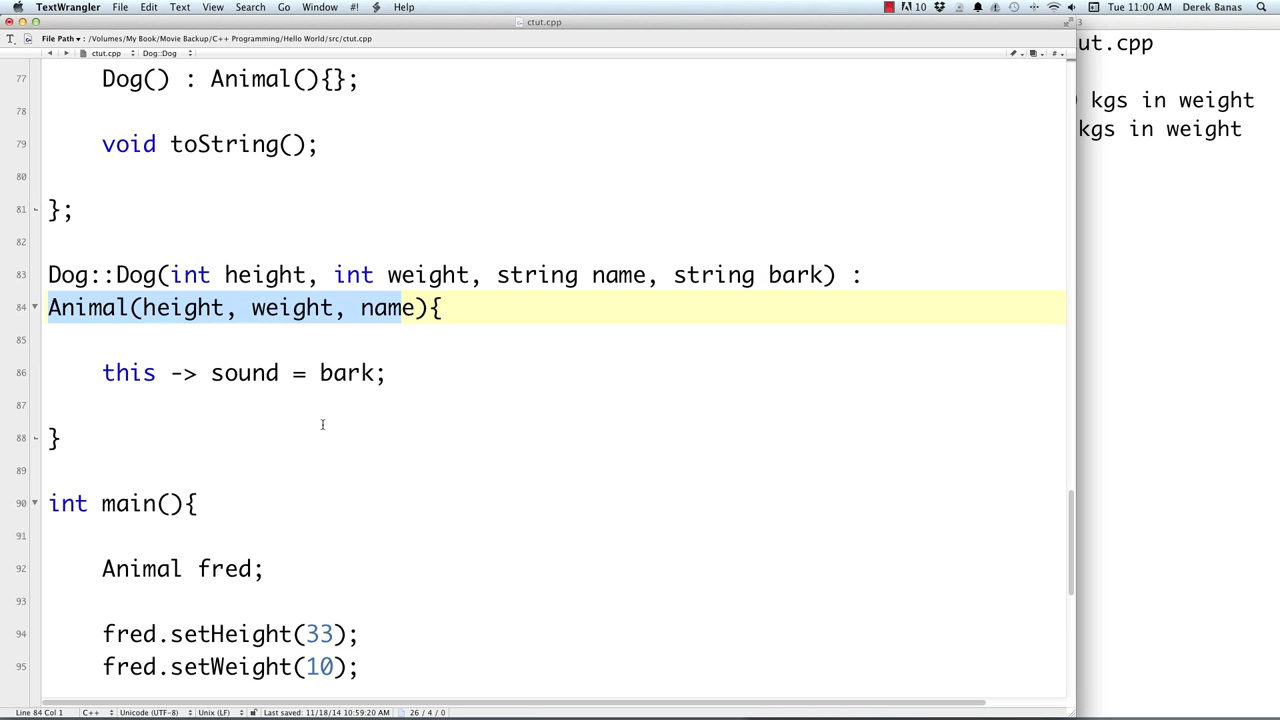 TextWrangler File Edit Text View Search Go Window #! Help 10 Tue 11:00 AM Derek Banas
ctut.cpp
File Path ▾ : /Volumes/My Book/Movie Backup/C++ Programming/Hello World/src/ctut.cpp
ctut.cpp Dog::Dog
77 Dog() : Animal(){};
78
79 void toString();
80
81 };
82
83 Dog::Dog(int height, int weight, string name, string bark) :
84 Animal(height, weight, name){
85
86 this -> sound = bark;
87
88 }
89
90 int main(){
91
92 Animal fred;
93
94 fred.setHeight(33);
95 fred.setWeight(10);
Line 84 Col 1 C++ Unicode (UTF-8) Unix (LF) Last saved: 11/18/14 10:59:20 AM 26 / 4 / 0
ut.cpp
kgs in weight
kgs in weight